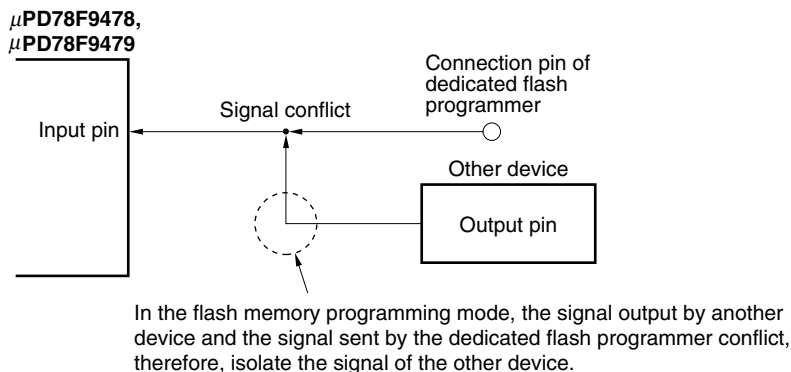 μPD78F9478,
μPD78F9479
Connection pin of
dedicated flash
programmer
Signal conflict
Input pin
Other device
Output pin
In the flash memory programming mode, the signal output by another
device and the signal sent by the dedicated flash programmer conflict,
therefore, isolate the signal of the other device.